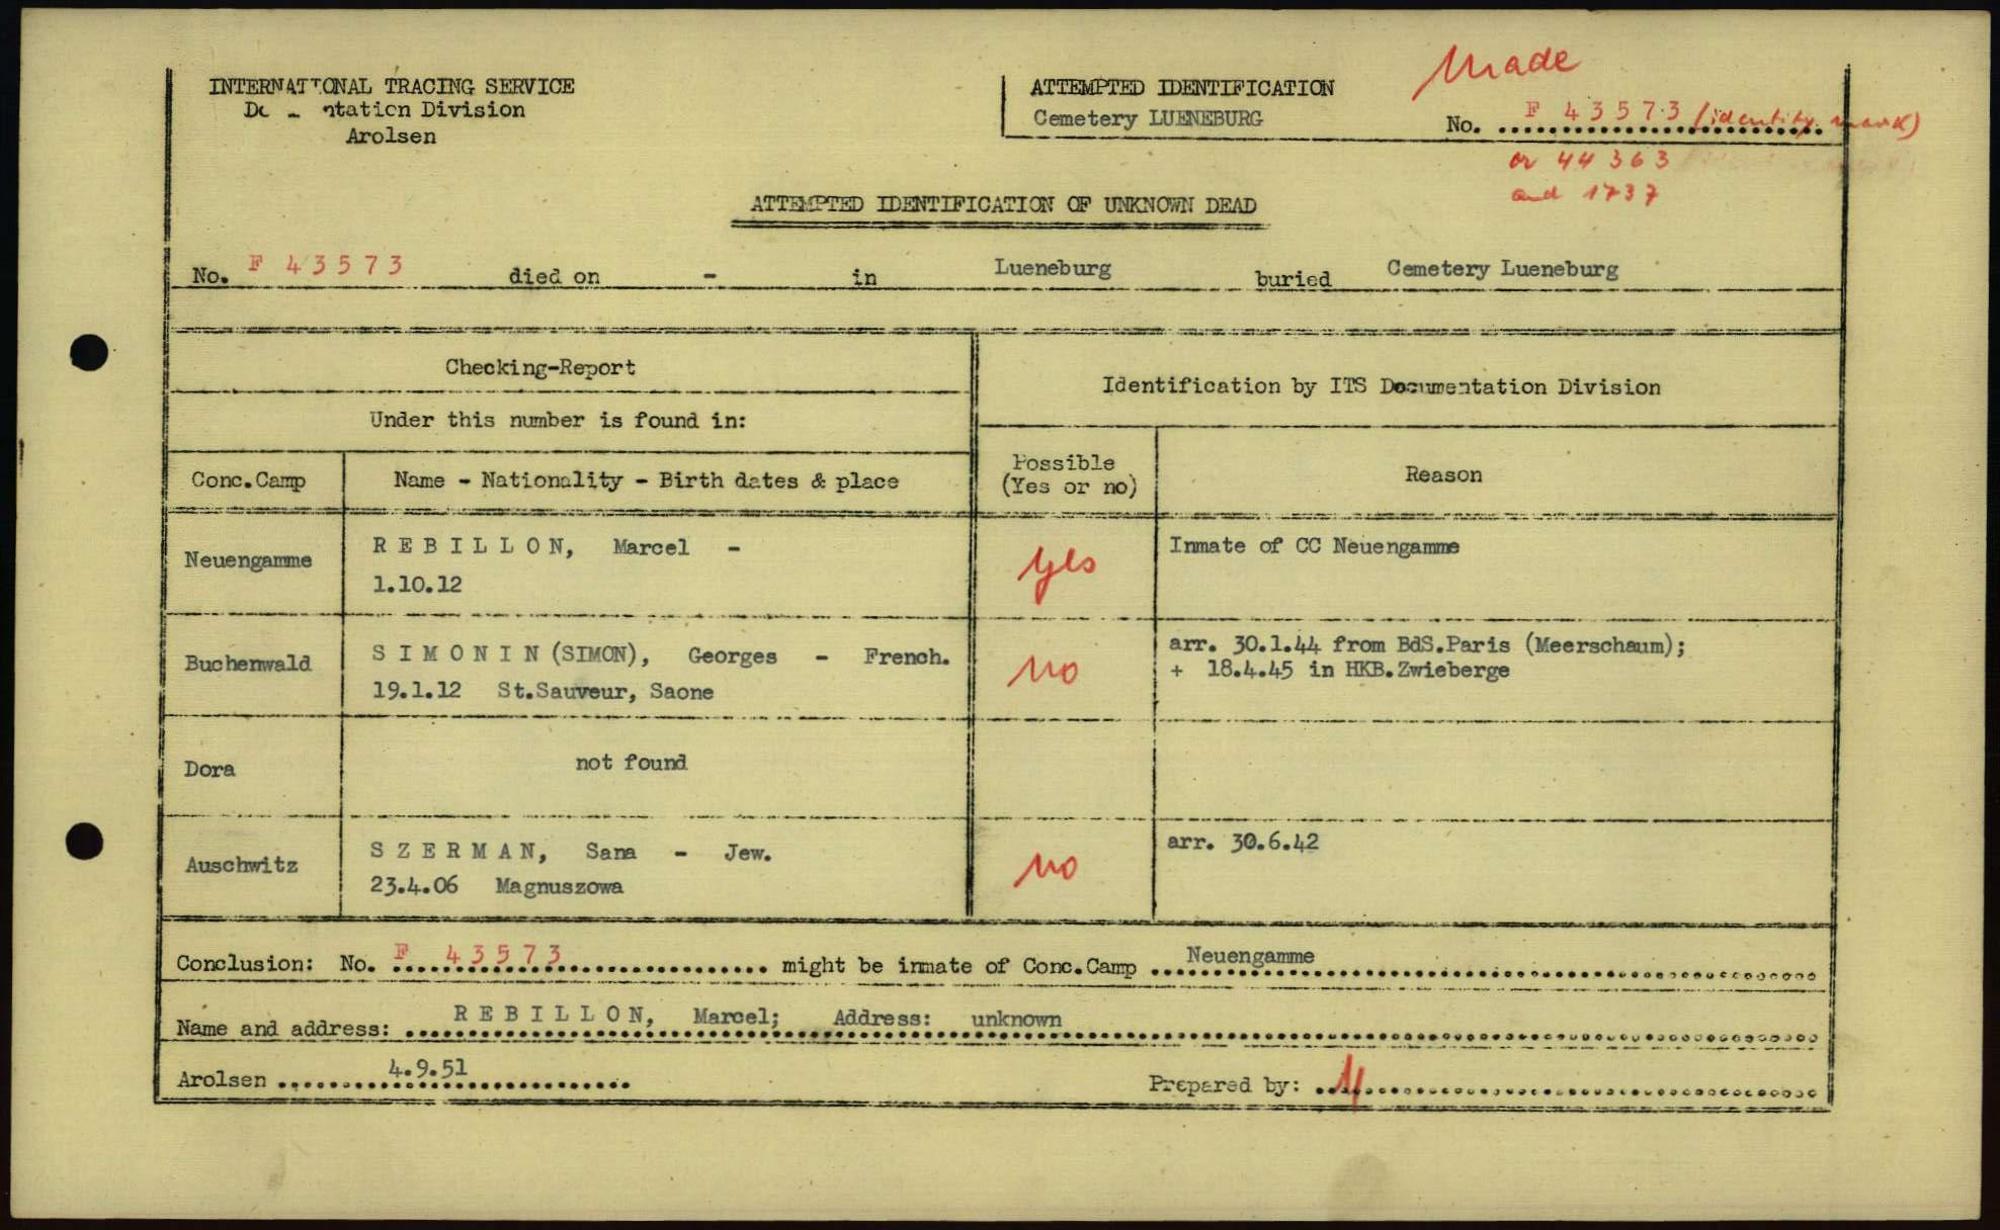 INTERNATIONAL TRACING SERVICE
Division
Arolsen
ATTEMPTED IDENTIFICATION
Cemetery LUENEBURG
Made
No. F 43573 (identity mark)
or 44363
and 1737
ATTEMPTED IDENTIFICATION OF UNKNOWN DEAD
No. F 43573 died on - in Lueneburg buried Cemetery Lueneburg
Checking-Report
Identification by ITS Documentation Division
Under this number is found in:
Conc.Camp
Name - Nationality - Birth dates & place
Possible
(Yes or no)
Reason
Neuengamme
R E B I L L O N, Marcel -
1.10.12
yes
Inmate of CC Neuengamme
Buchenwald
S I M O N I N (SIMON), Georges - French.
19.1.12 St.Sauveur, Saone
no
arr. 30.1.44 from BdS.Paris (Meerschaum);
+ 18.4.45 in HKB.Zwieberge
Dora
not found
Auschwitz
S Z E R M A N, Sana - Jew.
23.4.06 Magnuszowa
no
arr. 30.6.42
Conclusion: No. F 43573 might be inmate of Conc.Camp Neuengamme
Name and address: R E B I L L O N, Marcel; Address: unknown
Arolsen 4.9.51
Prepared by: